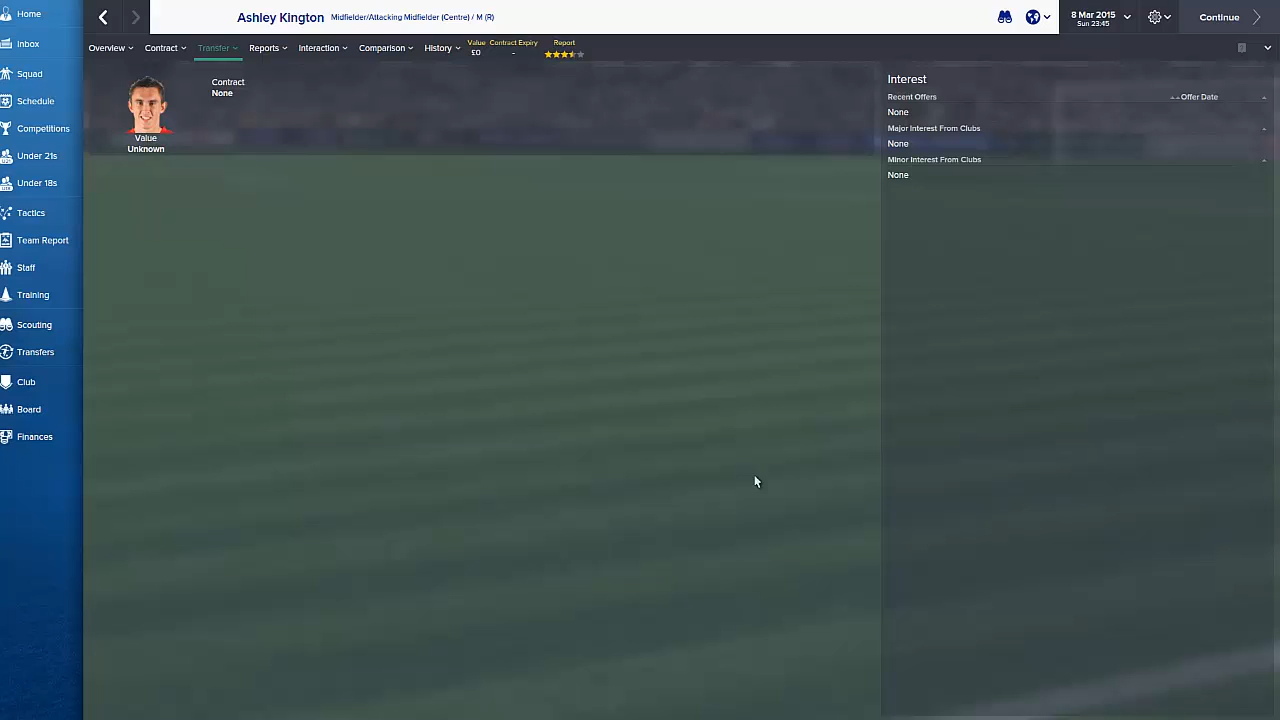 Home
Inbox
Squad
Schedule
Competitions
Under 21s
Under 18s
Tactics
Team Report
Staff
Training
Scouting
Transfers
Club
Board
Finances
Ashley Kington Midfielder/Attacking Midfielder (Centre) / M (R)
8 Mar 2015
Sun 23:45
Continue
Overview Contract Transfer Reports Interaction Comparison History
Value Contract Expiry Report
£0 -
Value
Unknown
Contract
None
Interest
Recent Offers Offer Date
None
Major Interest From Clubs
None
Minor Interest From Clubs
None